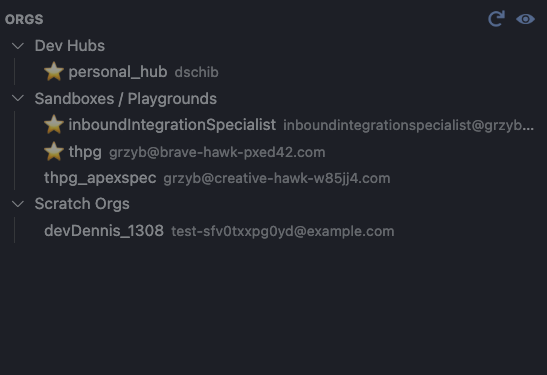 ORGS
Dev Hubs
personal_hub dschib
Sandboxes / Playgrounds
inboundIntegrationSpecialist inboundintegrationspecialist@grzyb...
thpg grzyb@brave-hawk-pxed42.com
thpg_apexspec grzyb@creative-hawk-w85jj4.com
Scratch Orgs
devDennis_1308 test-sfv0txxpg0yd@example.com